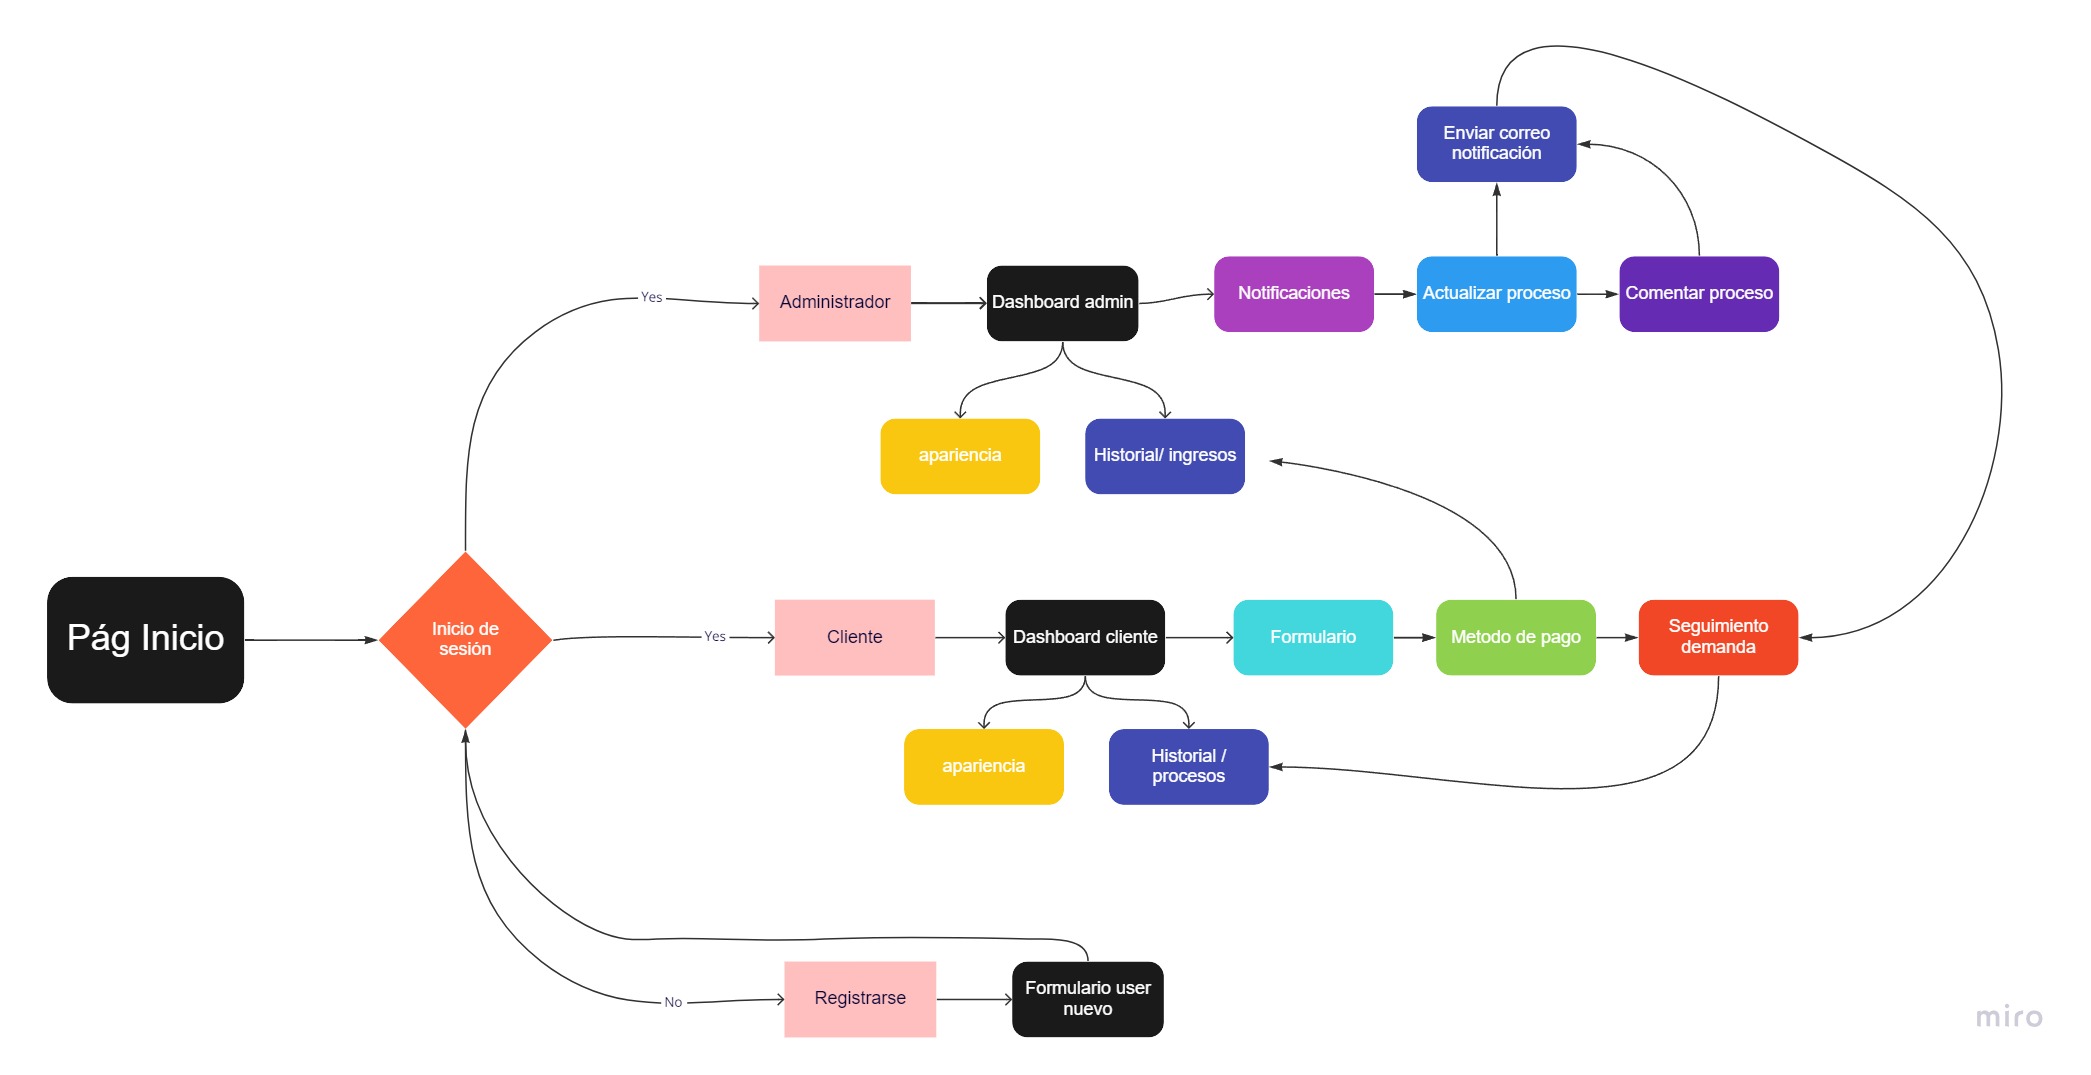 Enviar correo
notificación
Yes
Administrador
Dashboard admin
Notificaciones
Actualizar proceso
Comentar proceso
apariencia
Historial/ ingresos
Pág Inicio
Inicio de
sesión
Yes
Cliente
Dashboard cliente
Formulario
Metodo de pago
Seguimiento
demanda
apariencia
Historial /
procesos
No
Registrarse
Formulario user
nuevo
miro